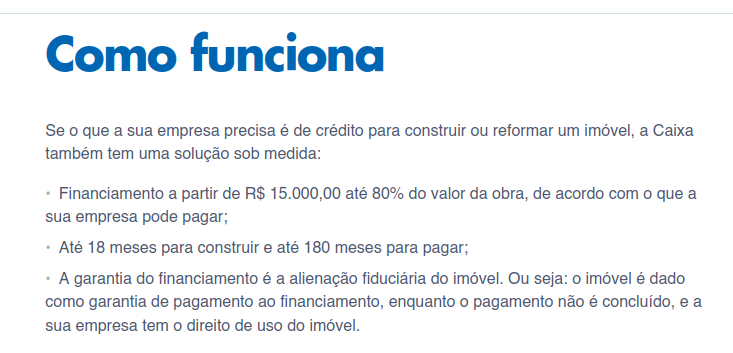 Como funciona
Se o que a sua empresa precisa é de crédito para construir ou reformar um imóvel, a Caixa
também tem uma solução sob medida:
• Financiamento a partir de R$ 15.000,00 até 80% do valor da obra, de acordo com o que a
sua empresa pode pagar;
• Até 18 meses para construir e até 180 meses para pagar;
• A garantia do financiamento é a alienação fiduciária do imóvel. Ou seja: o imóvel é dado
como garantia de pagamento ao financiamento, enquanto o pagamento não é concluído, e a
sua empresa tem o direito de uso do imóvel.